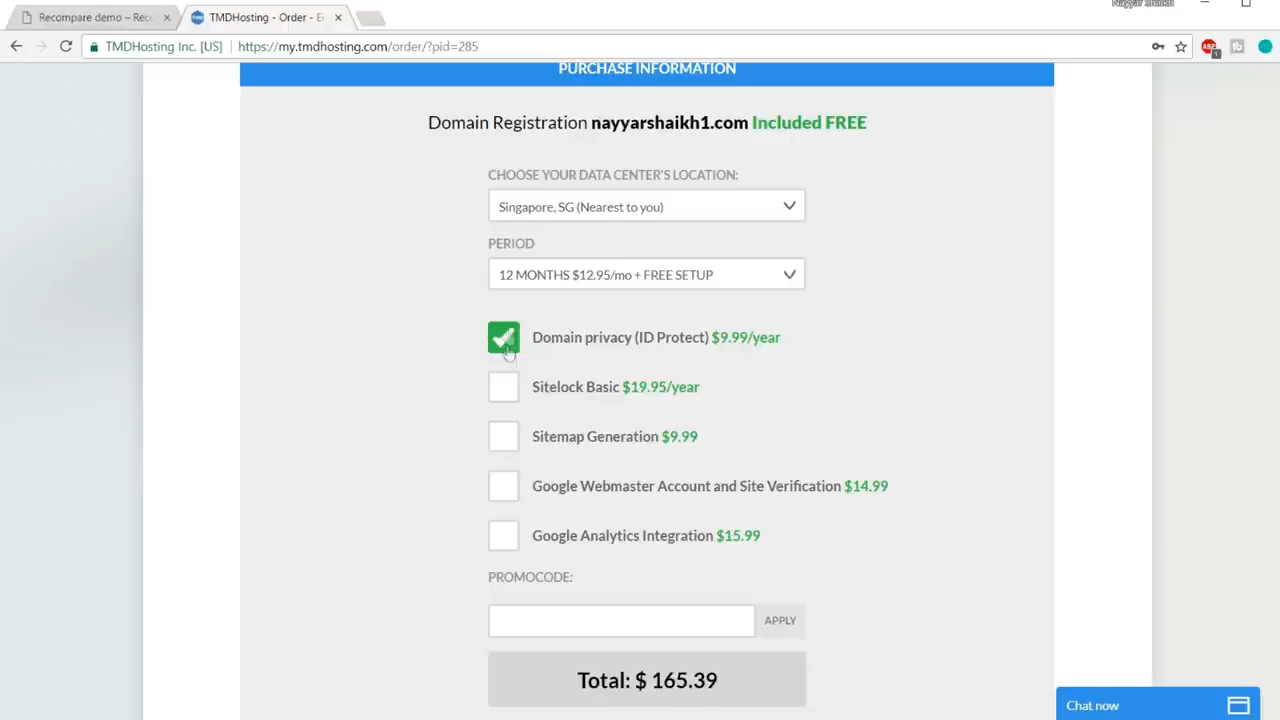 Nayyar Shaikh
Recompare demo – Reco
TMDHosting - Order - E
TMDHosting Inc. [US]
https://my.tmdhosting.com/order/?pid=285
PURCHASE INFORMATION
Domain Registration nayyarshaikh1.com Included FREE
CHOOSE YOUR DATA CENTER'S LOCATION:
Singapore, SG (Nearest to you)
PERIOD
12 MONTHS $12.95/mo + FREE SETUP
Domain privacy (ID Protect) $9.99/year
Sitelock Basic $19.95/year
Sitemap Generation $9.99
Google Webmaster Account and Site Verification $14.99
Google Analytics Integration $15.99
PROMOCODE:
APPLY
Total: $ 165.39
Chat now